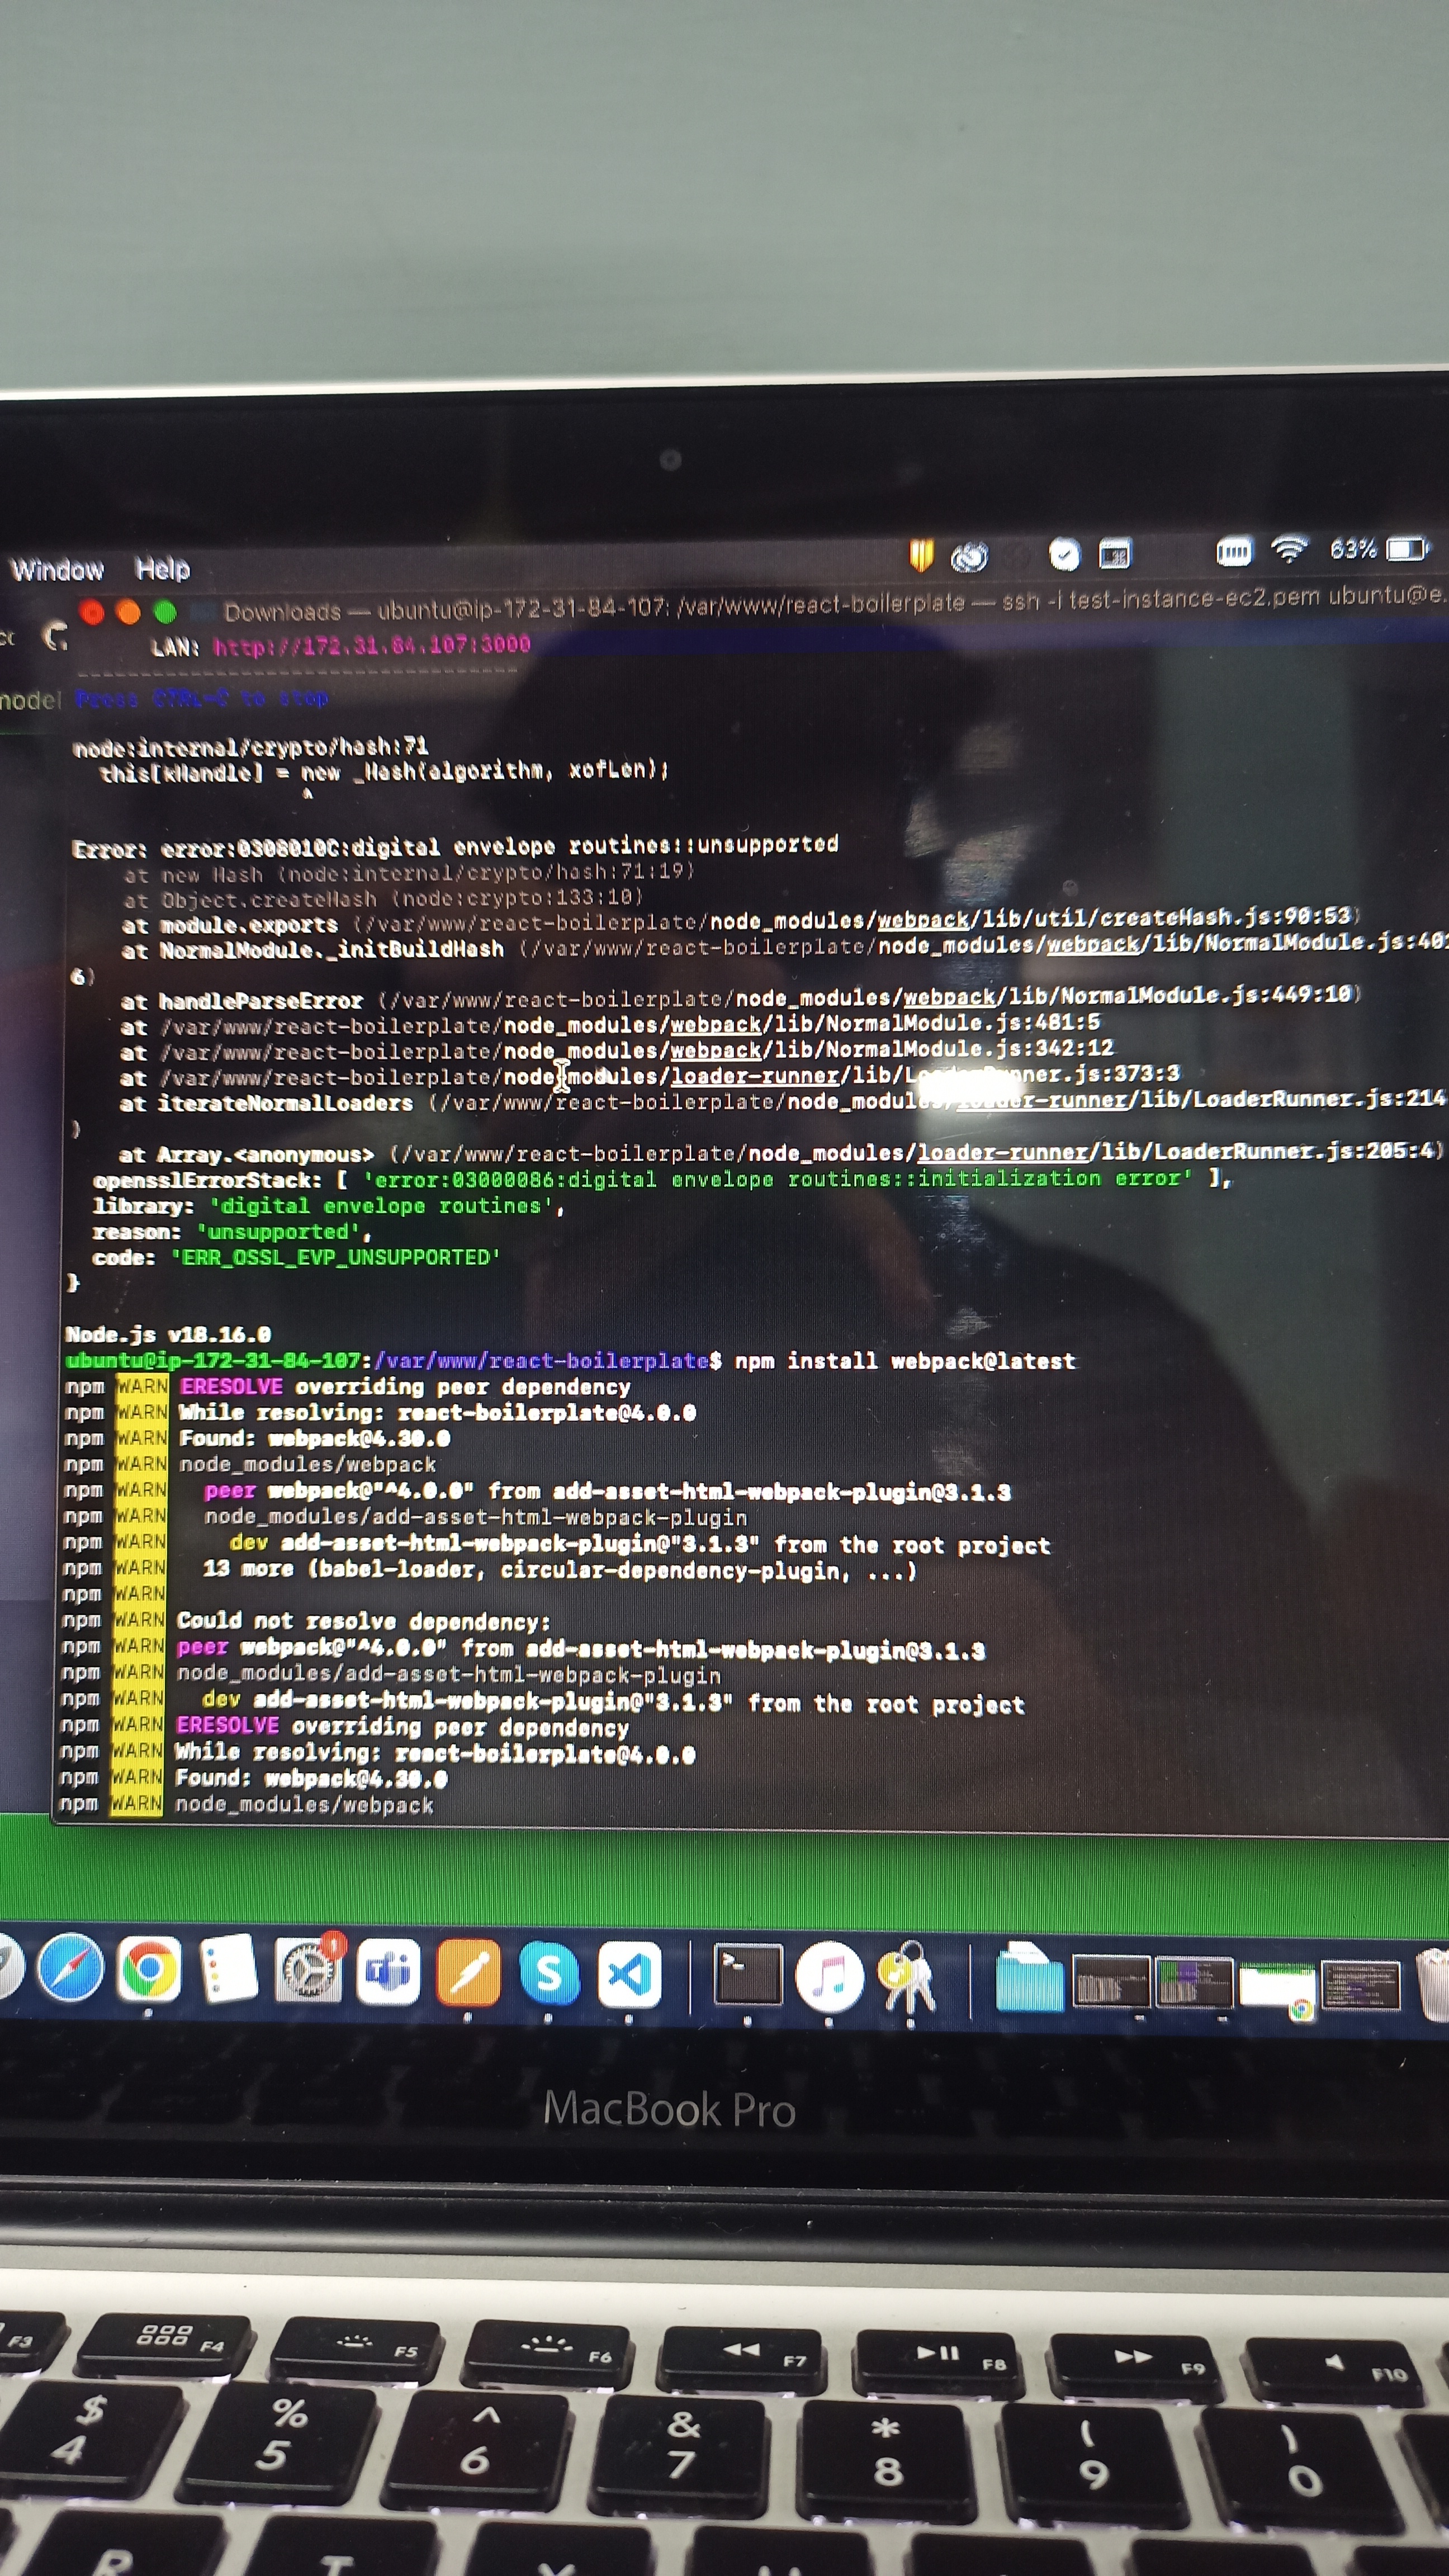 Window Help 63%
Downloads — ubuntu@ip-172-31-84-107: /var/www/react-boilerplate — ssh -i test-instance-ec2.pem ubuntu@e.
LAN: http://172.31.84.107:3000
-----------------------------------
model Press CTRL-C to stop
node:internal/crypto/hash:71
this[kHandle] = new _Hash(algorithm, xofLen);
^
Error: error:0308010C:digital envelope routines::unsupported
at new Hash (node:internal/crypto/hash:71:19)
at Object.createHash (node:crypto:133:10)
at module.exports (/var/www/react-boilerplate/node_modules/webpack/lib/util/createHash.js:90:53)
at NormalModule._initBuildHash (/var/www/react-boilerplate/node_modules/webpack/lib/NormalModule.js:401
6)
at handleParseError (/var/www/react-boilerplate/node_modules/webpack/lib/NormalModule.js:449:10)
at /var/www/react-boilerplate/node_modules/webpack/lib/NormalModule.js:481:5
at /var/www/react-boilerplate/node_modules/webpack/lib/NormalModule.js:342:12
at /var/www/react-boilerplate/node_modules/loader-runner/lib/LoaderRunner.js:373:3
at iterateNormalLoaders (/var/www/react-boilerplate/node_modules/loader-runner/lib/LoaderRunner.js:214
)
at Array.<anonymous> (/var/www/react-boilerplate/node_modules/loader-runner/lib/LoaderRunner.js:205:4)
opensslErrorStack: [ 'error:03000086:digital envelope routines::initialization error' ],
library: 'digital envelope routines',
reason: 'unsupported',
code: 'ERR_OSSL_EVP_UNSUPPORTED'
}
Node.js v18.16.0
ubuntu@ip-172-31-84-107:/var/www/react-boilerplate$ npm install webpack@latest
npm WARN ERESOLVE overriding peer dependency
npm WARN While resolving: react-boilerplate@4.0.0
npm WARN Found: webpack@4.30.0
npm WARN node_modules/webpack
npm WARN peer webpack@"^4.0.0" from add-asset-html-webpack-plugin@3.1.3
npm WARN node_modules/add-asset-html-webpack-plugin
npm WARN dev add-asset-html-webpack-plugin@"3.1.3" from the root project
npm WARN 13 more (babel-loader, circular-dependency-plugin, ...)
npm WARN
npm WARN Could not resolve dependency:
npm WARN peer webpack@"^4.0.0" from add-asset-html-webpack-plugin@3.1.3
npm WARN node_modules/add-asset-html-webpack-plugin
npm WARN dev add-asset-html-webpack-plugin@"3.1.3" from the root project
npm WARN ERESOLVE overriding peer dependency
npm WARN While resolving: react-boilerplate@4.0.0
npm WARN Found: webpack@4.30.0
npm WARN node_modules/webpack
1
T
S
MacBook Pro
F3 F4 F5 F6 F7 F8 F9 F10
$ % ^ & * ( )
4 5 6 7 8 9 0
R T